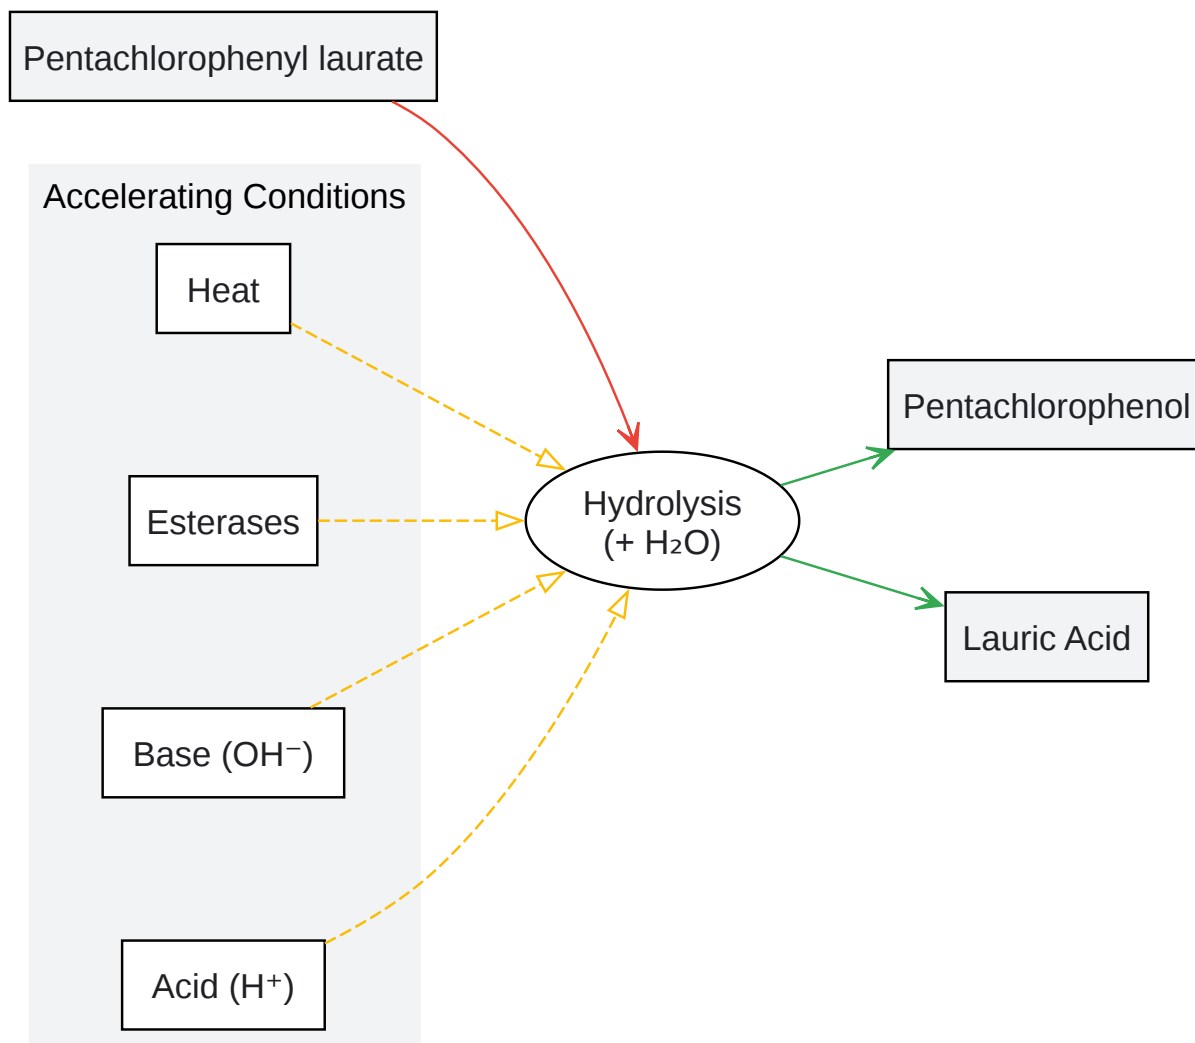 Pentachlorophenyl laurate
Accelerating Conditions
Heat
Esterases
Base (OH⁻)
Acid (H⁺)
Hydrolysis
(+ H₂O)
Pentachlorophenol
Lauric Acid